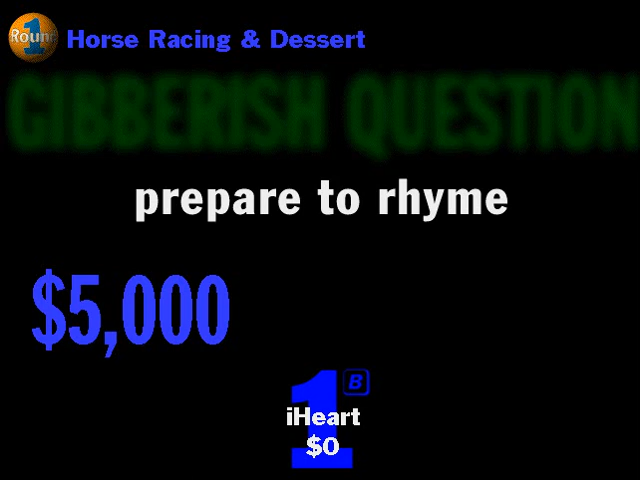 Round 1 Horse Racing & Dessert
GIBBERISH QUESTION
prepare to rhyme
$5,000
1 B
iHeart
$0